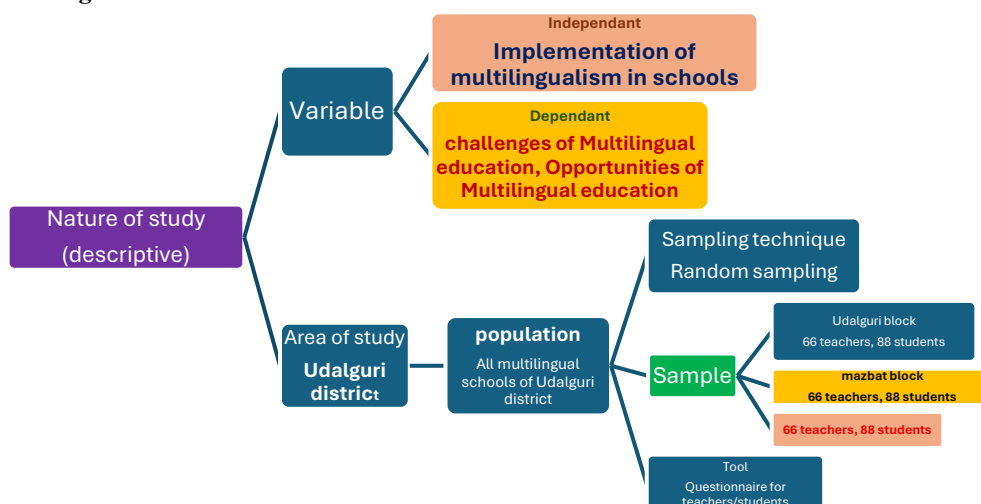 Nature of study
(descriptive)
Variable
Independant
Implementation of
multilingualism in schools
Dependant
challenges of Multilingual
education, Opportunities of
Multilingual education
Area of study
Udalguri
district
population
All multilingual
schools of Udalguri
district
Sampling technique
Random sampling
Sample
Udalguri block
66 teachers, 88 students
mazbat block
66 teachers, 88 students
66 teachers, 88 students
Tool
Questionnaire for
teachers/students